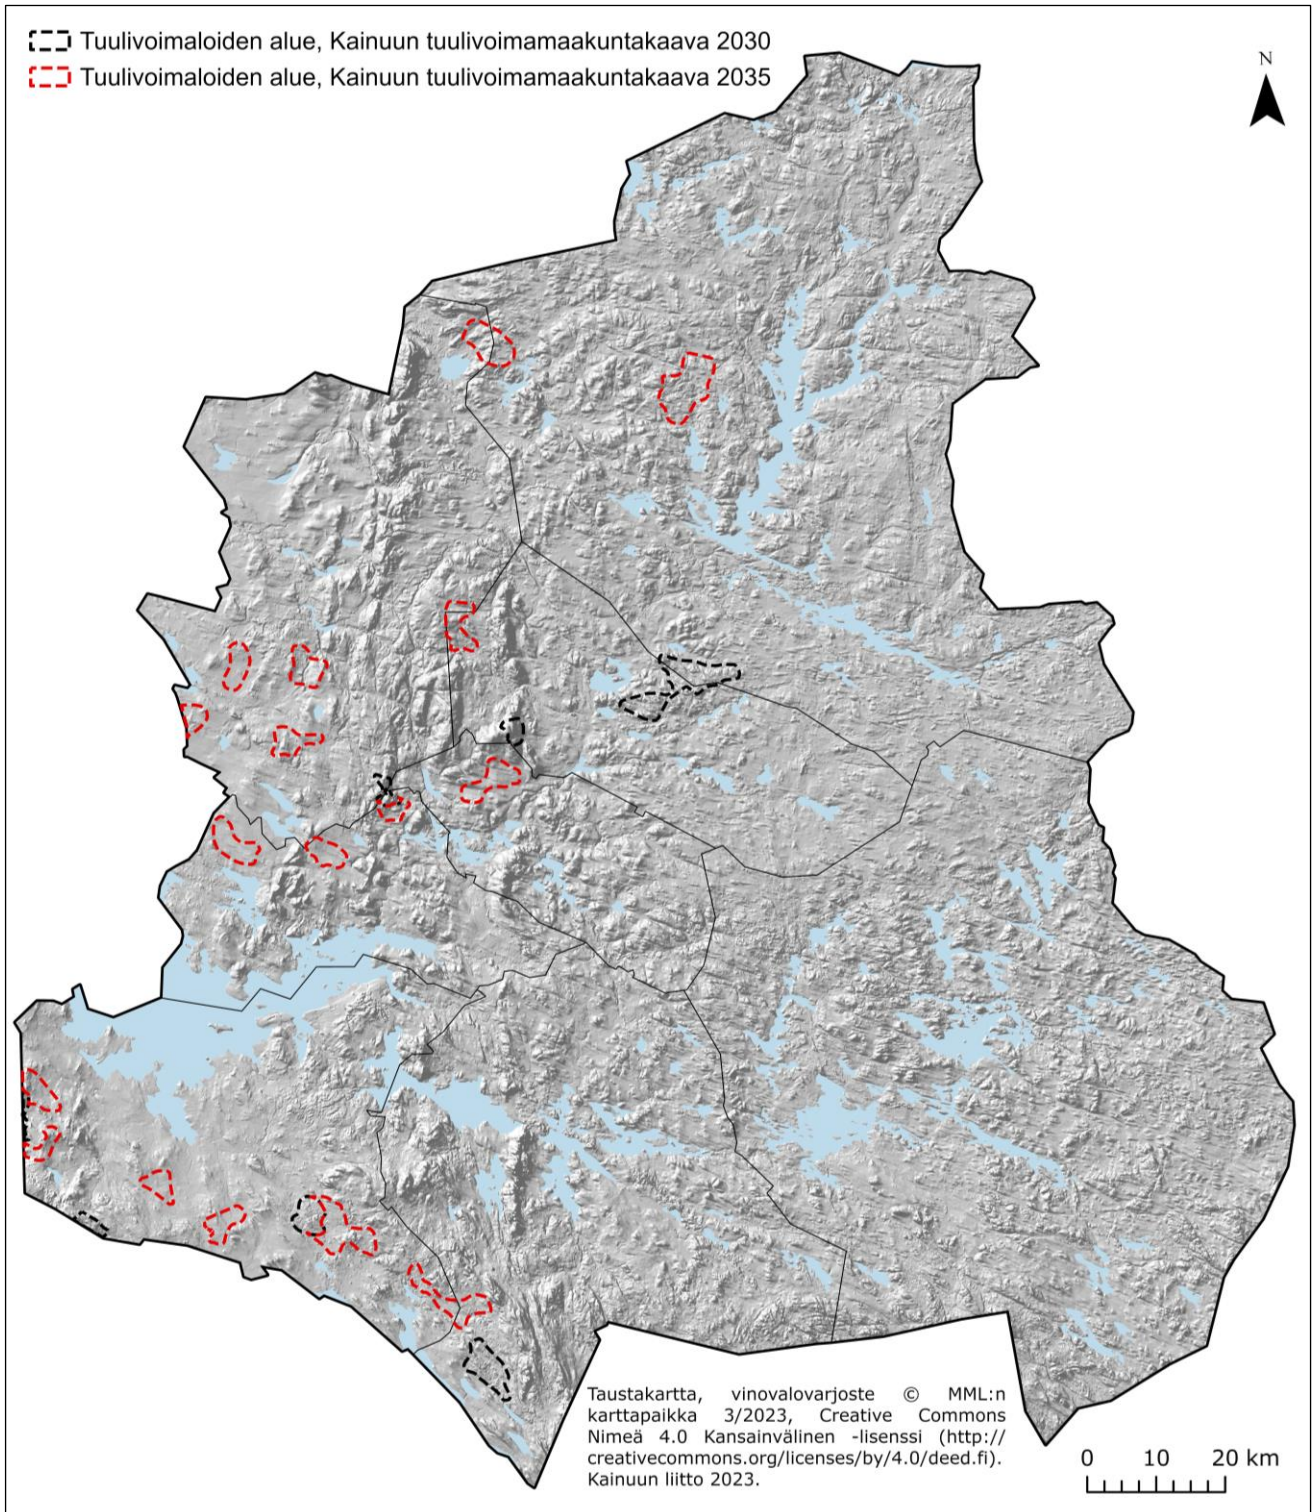 Tuulivoimaloiden alue, Kainuun tuulivoimamaakuntakaava 2030
Tuulivoimaloiden alue, Kainuun tuulivoimamaakuntakaava 2035
N
Taustakartta, vinovalovarjoste © MML:n
karttapaikka 3/2023, Creative Commons
Nimeä 4.0 Kansainvälinen -lisenssi (http://
creativecommons.org/licenses/by/4.0/deed.fi).
Kainuun liitto 2023.
0 10 20 km